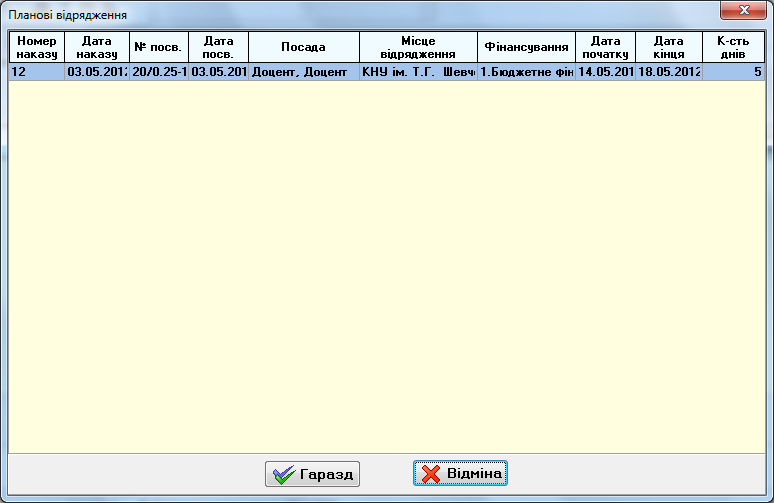 Планові відрядження
Номер наказу Дата наказу № посв. Дата посв. Посада Місце відрядження Фінансування Дата початку Дата кінця К-сть днів
12 03.05.2012 20/0.25-1 03.05.201 Доцент, Доцент КНУ ім. Т.Г. Шевч 1.Бюджетне фін 14.05.201 18.05.2012 5
Гаразд Відміна